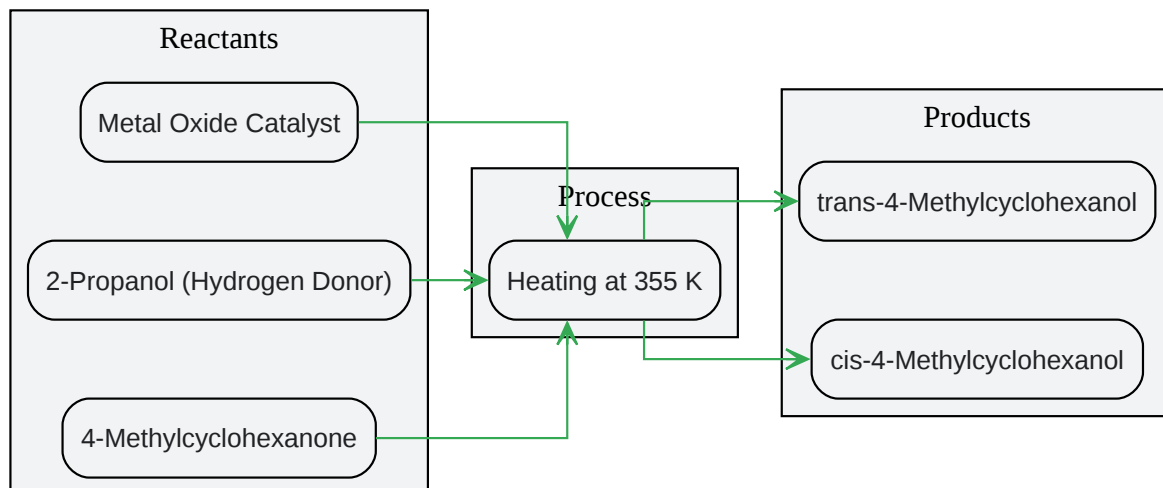 Reactants
Metal Oxide Catalyst
2-Propanol (Hydrogen Donor)
4-Methylcyclohexanone
Process
Heating at 355 K
Products
trans-4-Methylcyclohexanol
cis-4-Methylcyclohexanol